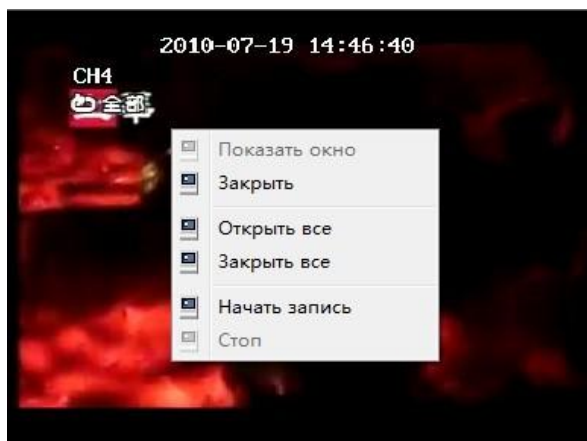 2010-07-19 14:46:40
CH4
全部
Показать окно
Закрыть
Открыть все
Закрыть все
Начать запись
Стоп